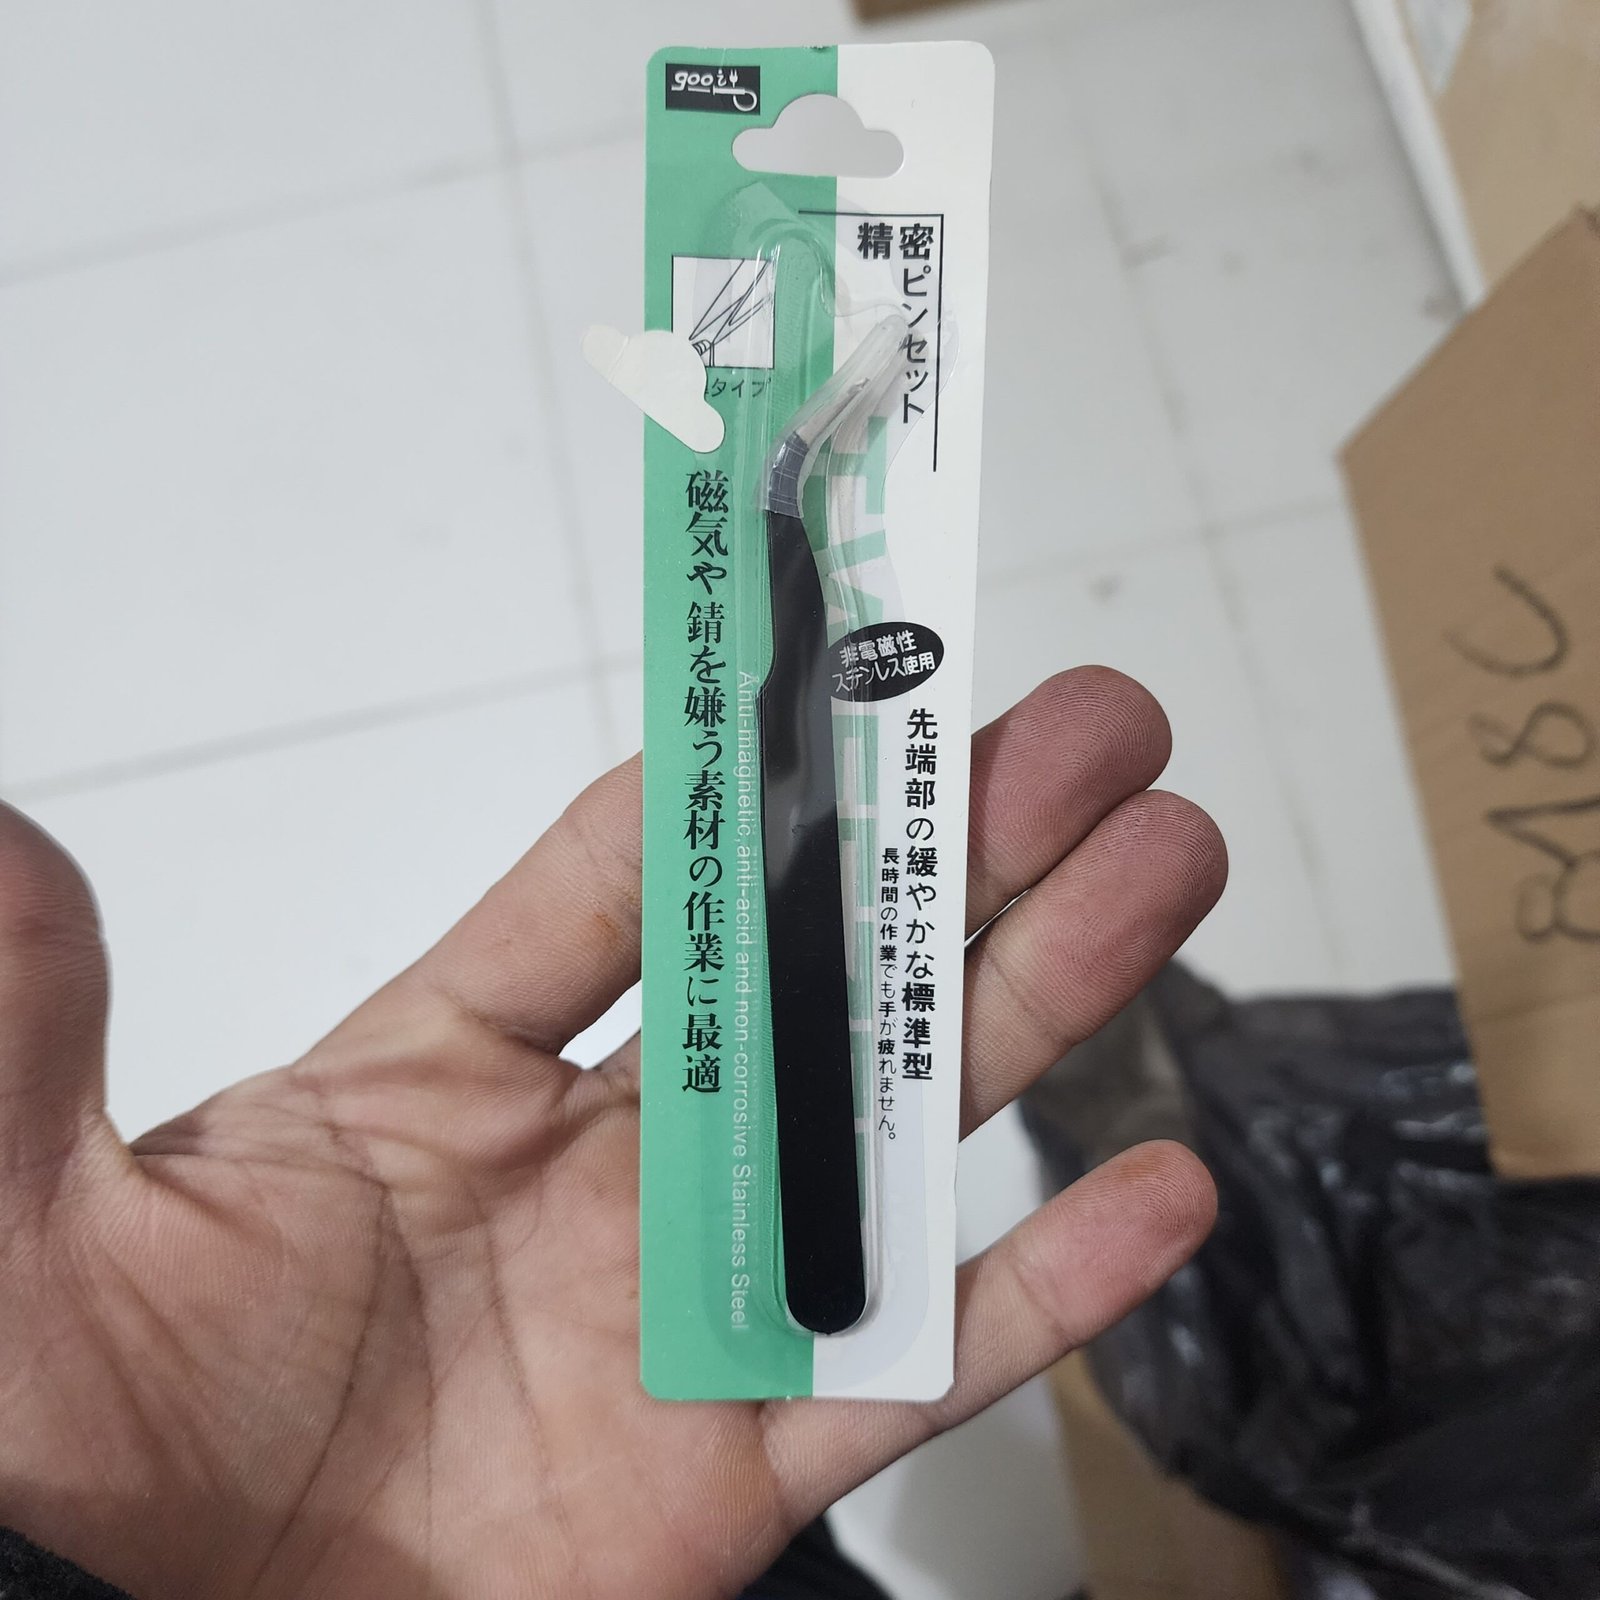 gooit
精密ピンセット
タイプ
磁気や錆を嫌う素材の作業に最適
Anti-magnetic, anti-acid and non-corrosive Stainless Steel
非電磁性
ステンレス使用
先端部の緩やかな標準型
長時間の作業でも手が疲れません。
818C